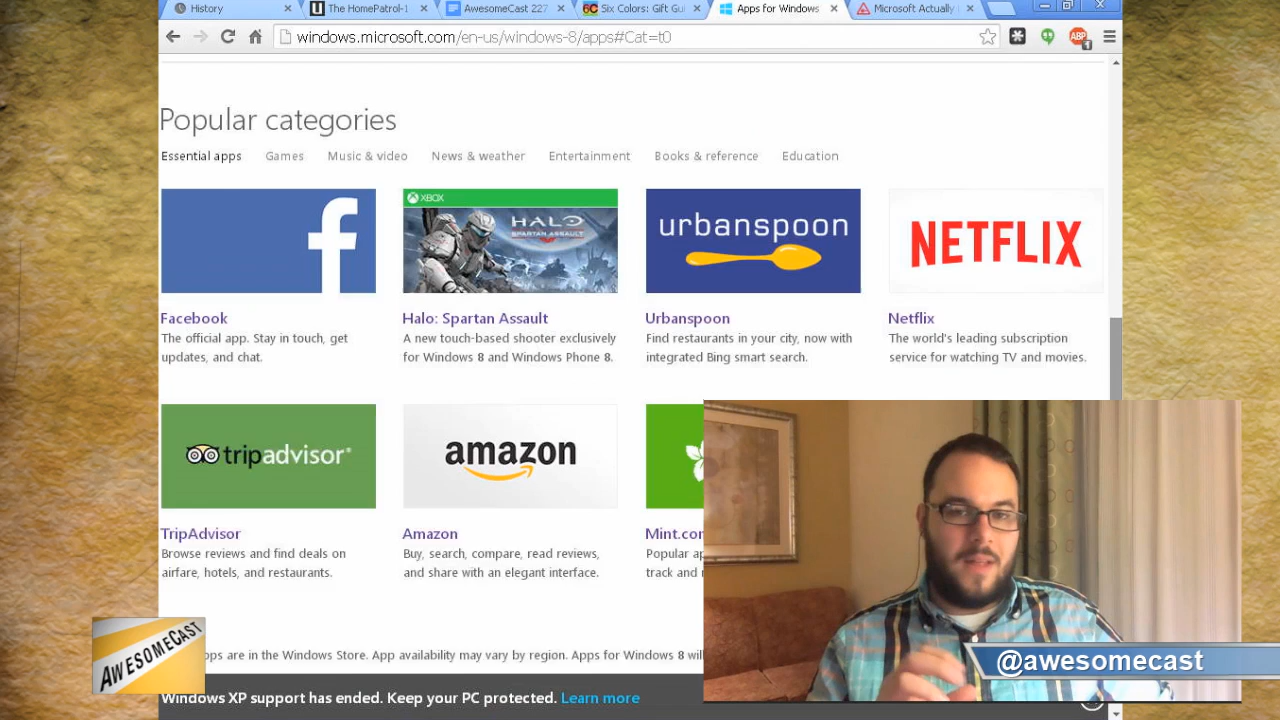 History
The HomePatrol-1
AwesomeCast 227
6C Six Colors: Gift Gui
Apps for Windows
Microsoft Actually I
windows.microsoft.com/en-us/windows-8/apps#Cat=t0
ABP
Popular categories
Essential apps Games Music & video News & weather Entertainment Books & reference Education
XBOX
HALO
SPARTAN ASSAULT
urbanspoon
NETFLIX
Facebook
The official app. Stay in touch, get
updates, and chat.
Halo: Spartan Assault
A new touch-based shooter exclusively
for Windows 8 and Windows Phone 8.
Urbanspoon
Find restaurants in your city, now with
integrated Bing smart search.
Netflix
The world's leading subscription
service for watching TV and movies.
tripadvisor®
amazon
TripAdvisor
Browse reviews and find deals on
airfare, hotels, and restaurants.
Amazon
Buy, search, compare, read reviews,
and share with an elegant interface.
Mint.co
Popular a
track and
pps are in the Windows Store. App availability may vary by region. Apps for Windows 8 wil
Windows XP support has ended. Keep your PC protected. Learn more
AWESOMECAST
@awesomecast